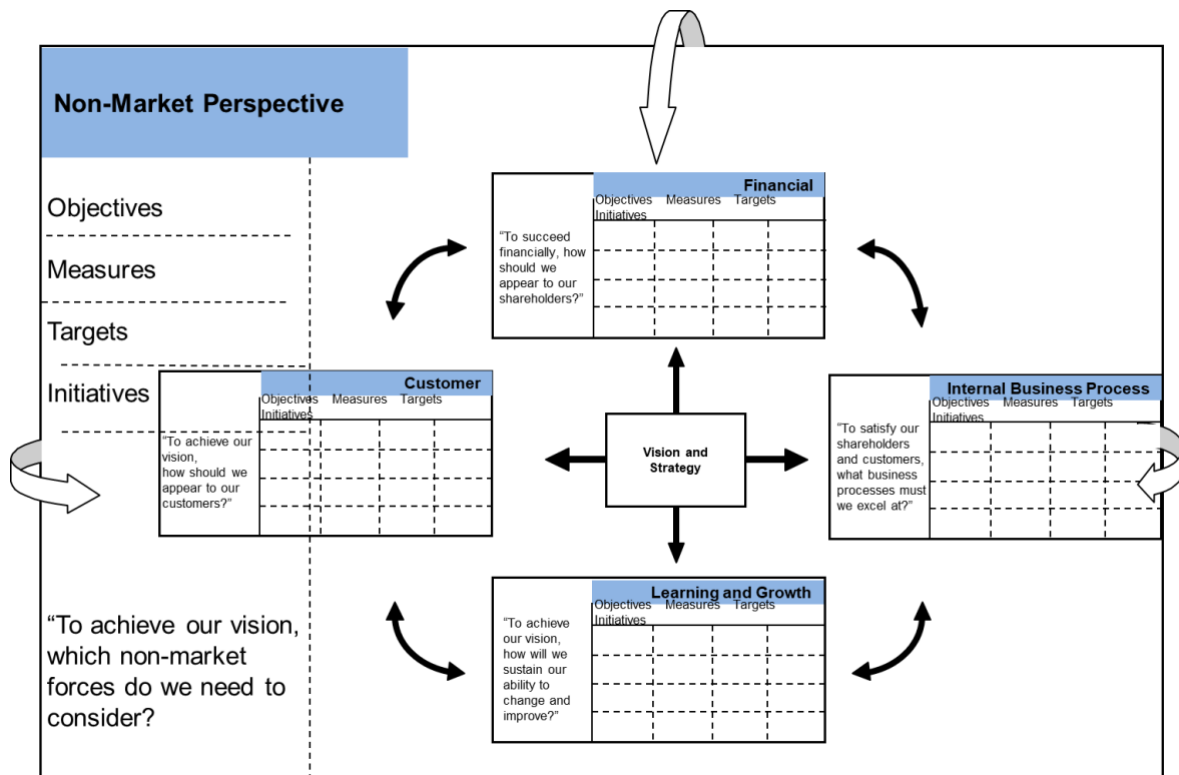 Non-Market Perspective
Objectives
Measures
Targets
Initiatives
“To achieve our vision,
which non-market
forces do we need to
consider?
Financial
Objectives Measures Targets
Initiatives
“To succeed
financially, how
should we
appear to our
shareholders?”
Customer
Objectives Measures Targets
Initiatives
“To achieve our
vision,
how should we
appear to our
customers?”
Vision and
Strategy
Internal Business Process
Objectives Measures Targets
Initiatives
“To satisfy our
shareholders
and customers,
what business
processes must
we excel at?”
Learning and Growth
Objectives Measures Targets
Initiatives
“To achieve
our vision,
how will we
sustain our
ability to
change and
improve?”